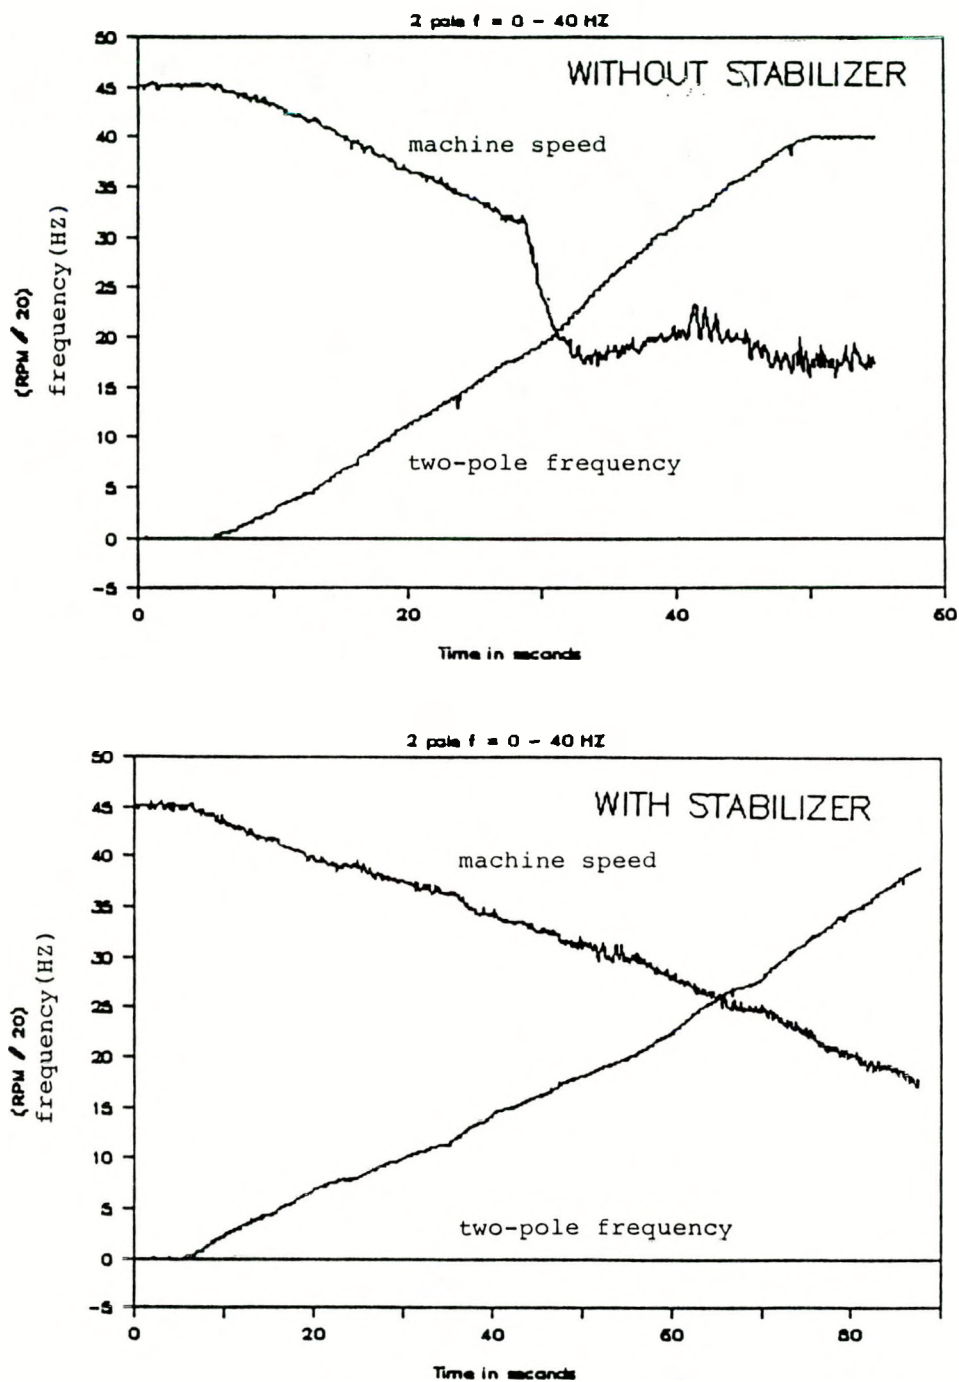 2 pole f = 0 - 40 HZ
WITHOUT STABILIZER
50
45
40
35
30
25
20
15
10
5
0
-5
machine speed
two-pole frequency
(RPM / 20)
frequency(HZ)
0
20
40
60
Time in seconds
2 pole f = 0 - 40 HZ
WITH STABILIZER
50
45
40
35
30
25
20
15
10
5
0
-5
machine speed
two-pole frequency
(RPM / 20)
frequency(HZ)
0
20
40
60
80
Time in seconds